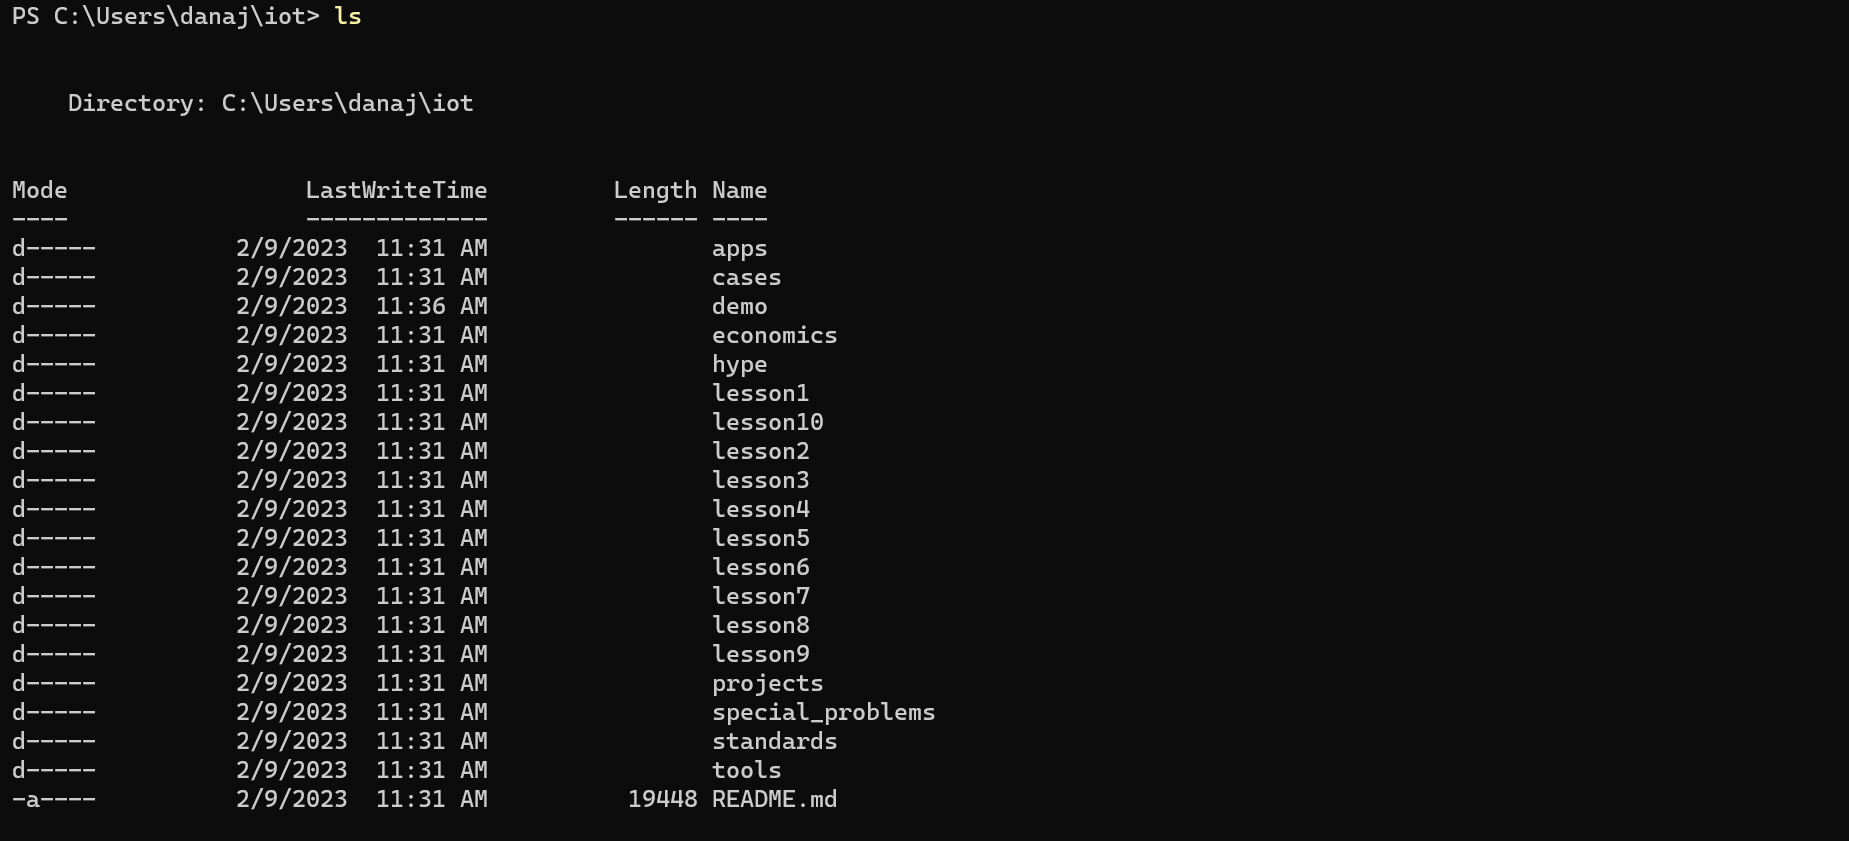 PS C:\Users\danaj\iot> ls
Directory: C:\Users\danaj\iot
Mode                 LastWriteTime         Length Name
----                 -------------         ------ ----
d-----          2/9/2023  11:31 AM                apps
d-----          2/9/2023  11:31 AM                cases
d-----          2/9/2023  11:36 AM                demo
d-----          2/9/2023  11:31 AM                economics
d-----          2/9/2023  11:31 AM                hype
d-----          2/9/2023  11:31 AM                lesson1
d-----          2/9/2023  11:31 AM                lesson10
d-----          2/9/2023  11:31 AM                lesson2
d-----          2/9/2023  11:31 AM                lesson3
d-----          2/9/2023  11:31 AM                lesson4
d-----          2/9/2023  11:31 AM                lesson5
d-----          2/9/2023  11:31 AM                lesson6
d-----          2/9/2023  11:31 AM                lesson7
d-----          2/9/2023  11:31 AM                lesson8
d-----          2/9/2023  11:31 AM                lesson9
d-----          2/9/2023  11:31 AM                projects
d-----          2/9/2023  11:31 AM                special_problems
d-----          2/9/2023  11:31 AM                standards
d-----          2/9/2023  11:31 AM                tools
-a----          2/9/2023  11:31 AM          19448 README.md